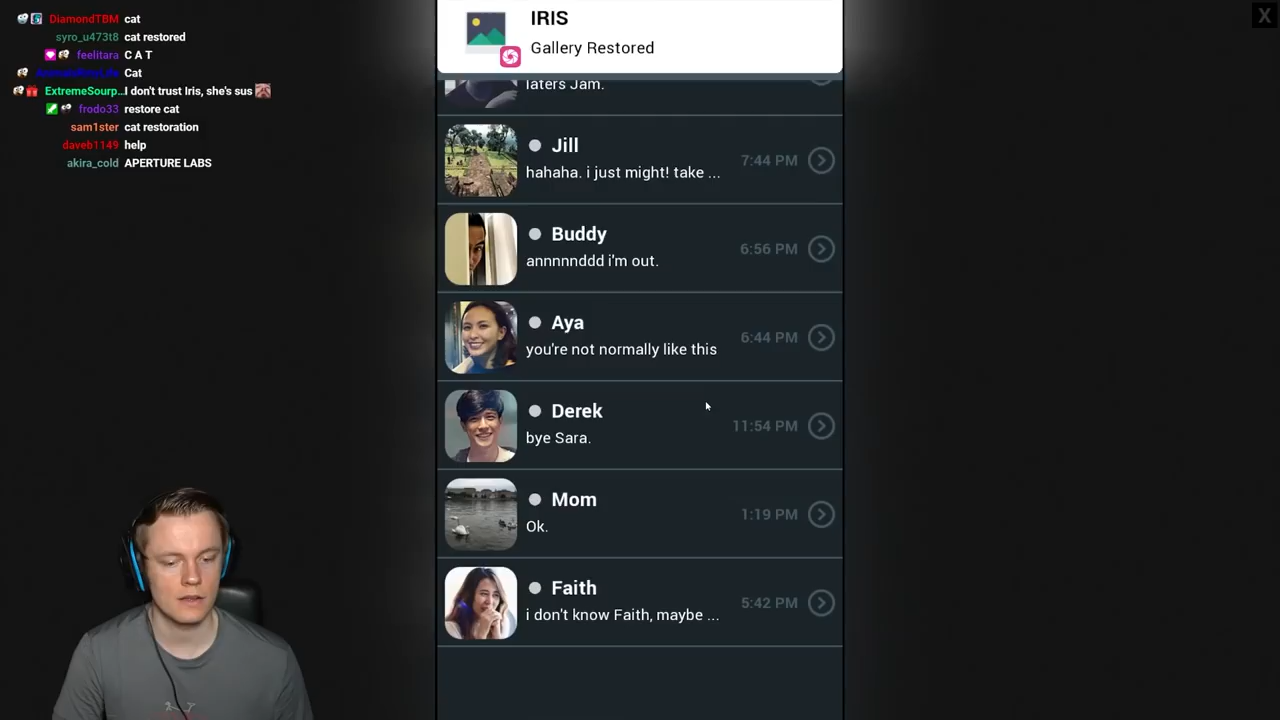 DiamondTBM cat
syro_u473t8 cat restored
feelitara C A T
Cat
ExtremeSourp... I don't trust Iris, she's sus
frodo33 restore cat
sam1ster cat restoration
daveb1149 help
akira_cold APERTURE LABS
IRIS
Gallery Restored
X
laters Jam.
Jill
hahaha. i just might! take ...
7:44 PM
Buddy
annnnnddd i'm out.
6:56 PM
Aya
you're not normally like this
6:44 PM
Derek
bye Sara.
11:54 PM
Mom
Ok.
1:19 PM
Faith
i don't know Faith, maybe ...
5:42 PM